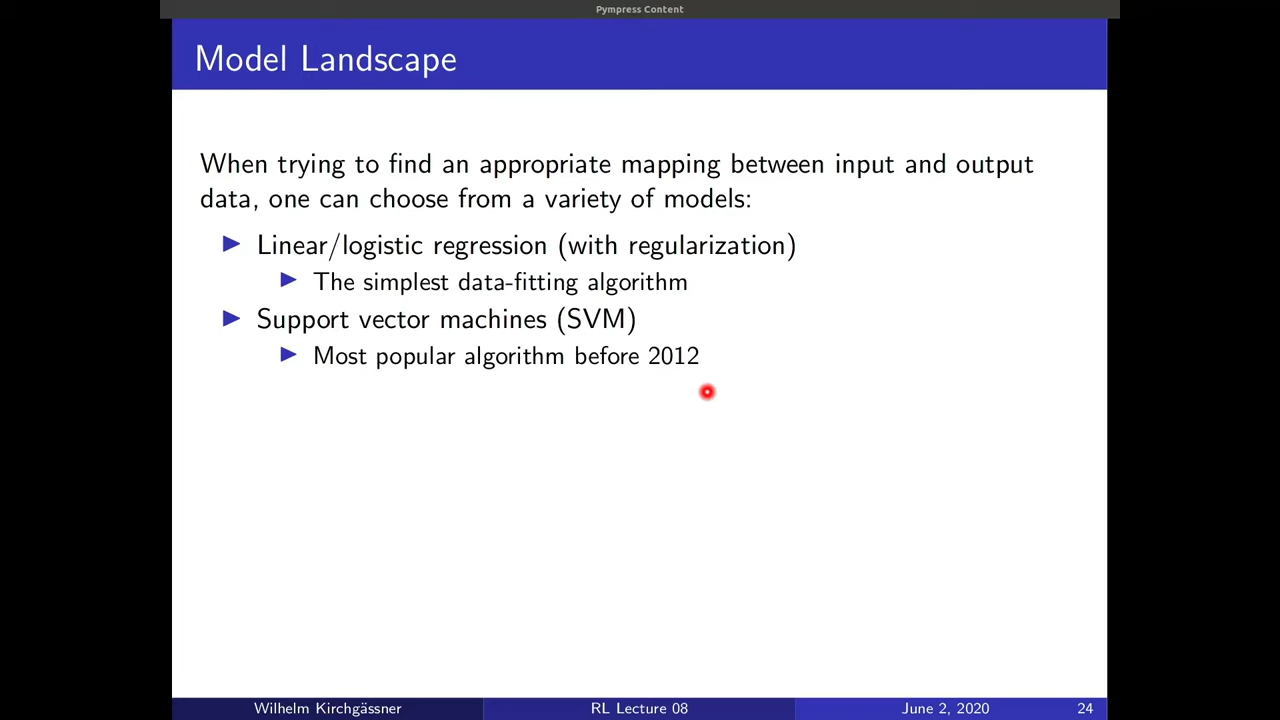 Pympress Content
Model Landscape
When trying to find an appropriate mapping between input and output
data, one can choose from a variety of models:
Linear/logistic regression (with regularization)
The simplest data-fitting algorithm
Support vector machines (SVM)
Most popular algorithm before 2012
Wilhelm Kirchgässner RL Lecture 08 June 2, 2020 24